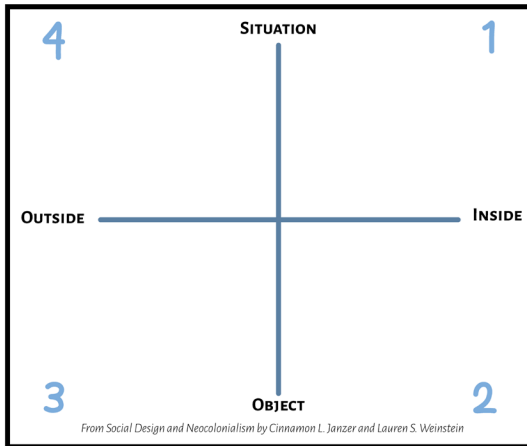 4
SITUATION
1
OUTSIDE
INSIDE
3
OBJECT
2
From Social Design and Neocolonialism by Cinnamon L. Janzer and Lauren S. Weinstein